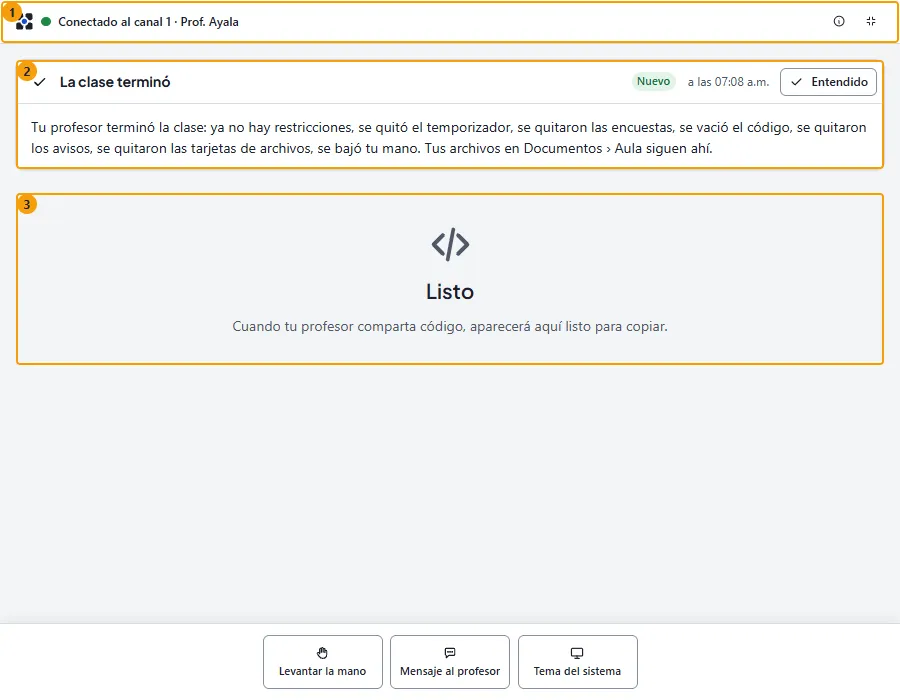 1
Conectado al canal 1 · Prof. Ayala
2
La clase terminó
Nuevo
a las 07:08 a.m.
Entendido
Tu profesor terminó la clase: ya no hay restricciones, se quitó el temporizador, se quitaron las encuestas, se vació el código, se quitaron
los avisos, se quitaron las tarjetas de archivos, se bajó tu mano. Tus archivos en Documentos › Aula siguen ahí.
3
Listo
Cuando tu profesor comparta código, aparecerá aquí listo para copiar.
Levantar la mano
Mensaje al profesor
Tema del sistema